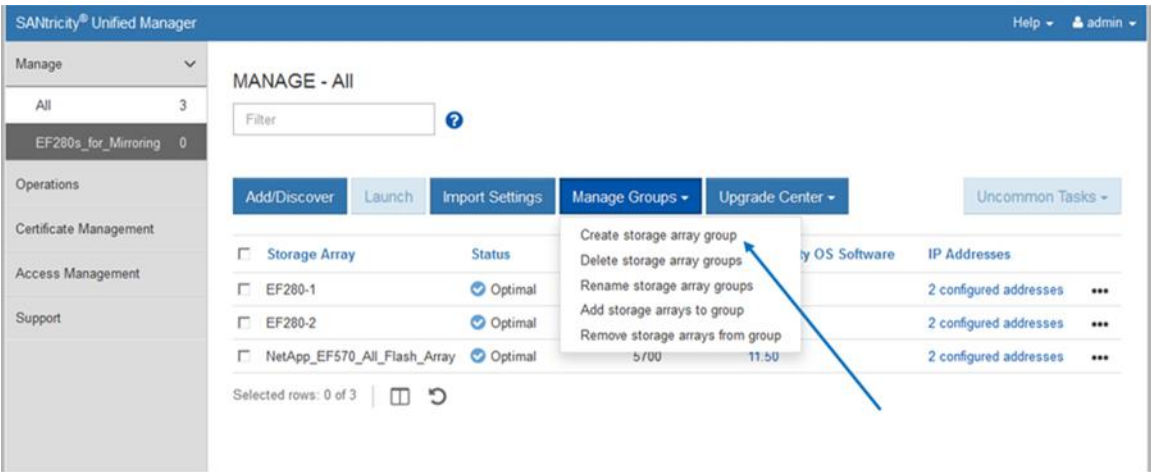 SANtricity® Unified Manager Help admin
Manage
All 3
EF280s_for_Mirroring 0
Operations
Certificate Management
Access Management
Support
MANAGE - All
Filter ?
Add/Discover Launch Import Settings Manage Groups Upgrade Center Uncommon Tasks
Create storage array group
Delete storage array groups
Rename storage array groups
Add storage arrays to group
Remove storage arrays from group
Storage Array Status ty OS Software IP Addresses
EF280-1 Optimal 2 configured addresses •••
EF280-2 Optimal 2 configured addresses •••
NetApp_EF570_All_Flash_Array Optimal 5700 11.50 2 configured addresses •••
Selected rows: 0 of 3